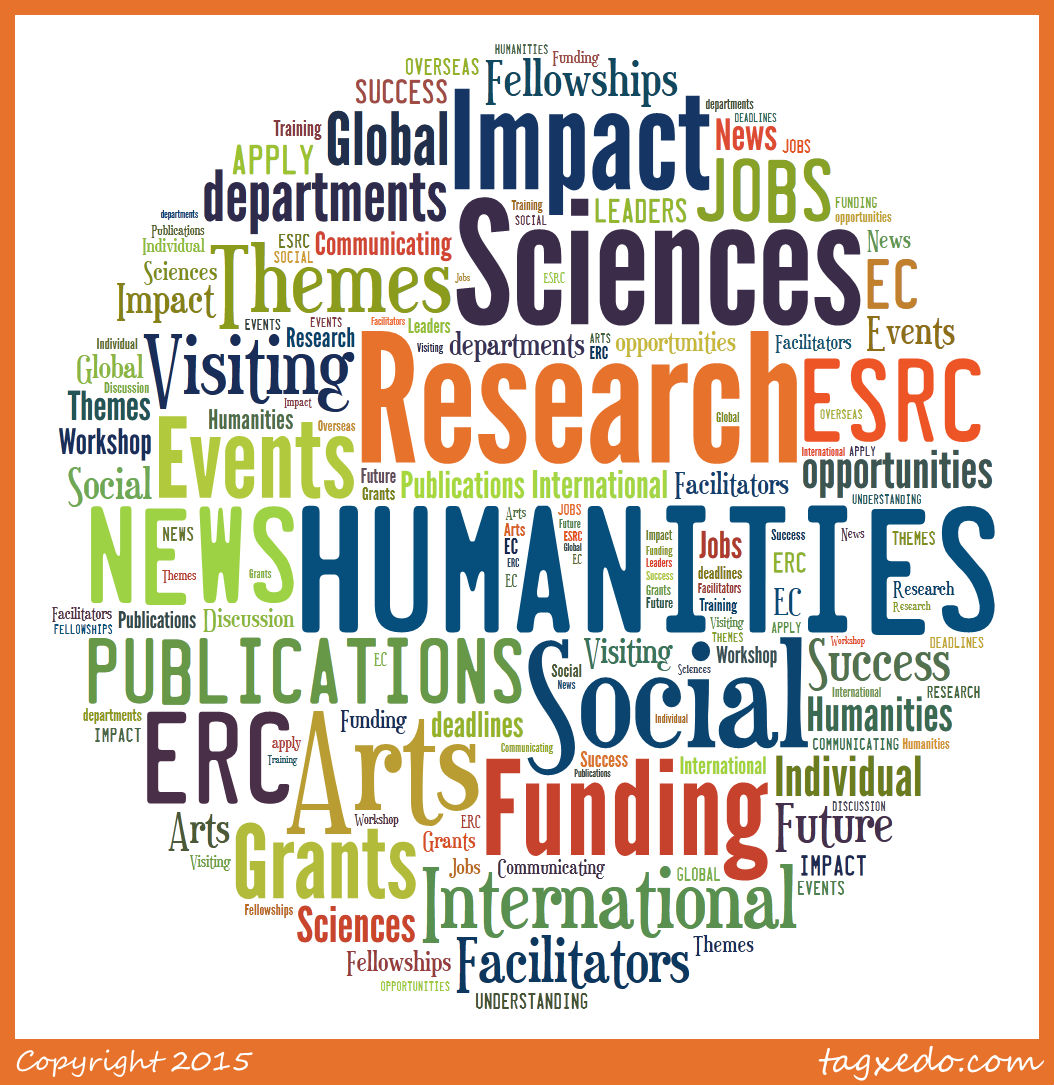 HUMANITIES Funding
OVERSEAS Fellowships
SUCCESS Impact departments
Training Global DEADLINES
APPLY News JOBS
departments JOBS
Training LEADERS FUNDING
departments SOCIAL opportunities
Publications
Individual ESRC Communicating Sciences News
SOCIAL
Sciences Themes Jobs ESRC EC
Impact
EVENTS EVENTS Facilitators Leaders Events
Individual Visiting Research Visiting departments ARTS opportunities Facilitators
ERC
Global Research ESRC
Discussion Impact
Themes Humanities Global OVERSEAS
Workshop Events Overseas International APPLY
Social Future Publications International Facilitators opportunities
Grants UNDERSTANDING
NEWS HUMANITIES
NEWS Arts JOBS Impact Jobs Success News THEMES
Arts Future Funding
EC ESRC Leaders ERC
Themes Grants ERC Global Success deadlines
EC EC Grants Facilitators EC Research
Facilitators Publications Discussion Future Training Research
FELLOWSHIPS Visiting APPLY
THEMES
PUBLICATIONS EC Social Visiting Workshop Workshop DEADLINES
Social Sciences Success
News International RESEARCH
departments ERC Arts Funding deadlines Individual Humanities
IMPACT apply Communicating COMMUNICATING Humanities
Training Success International Individual
Publications
Funding DISCUSSION
Arts Workshop ERC Future
Visiting Grants Grants
Jobs Communicating GLOBAL IMPACT
International EVENTS
Fellowships Sciences
Facilitators Themes
Fellowships
OPPORTUNITIES
UNDERSTANDING
Copyright 2015 tagxedo.com